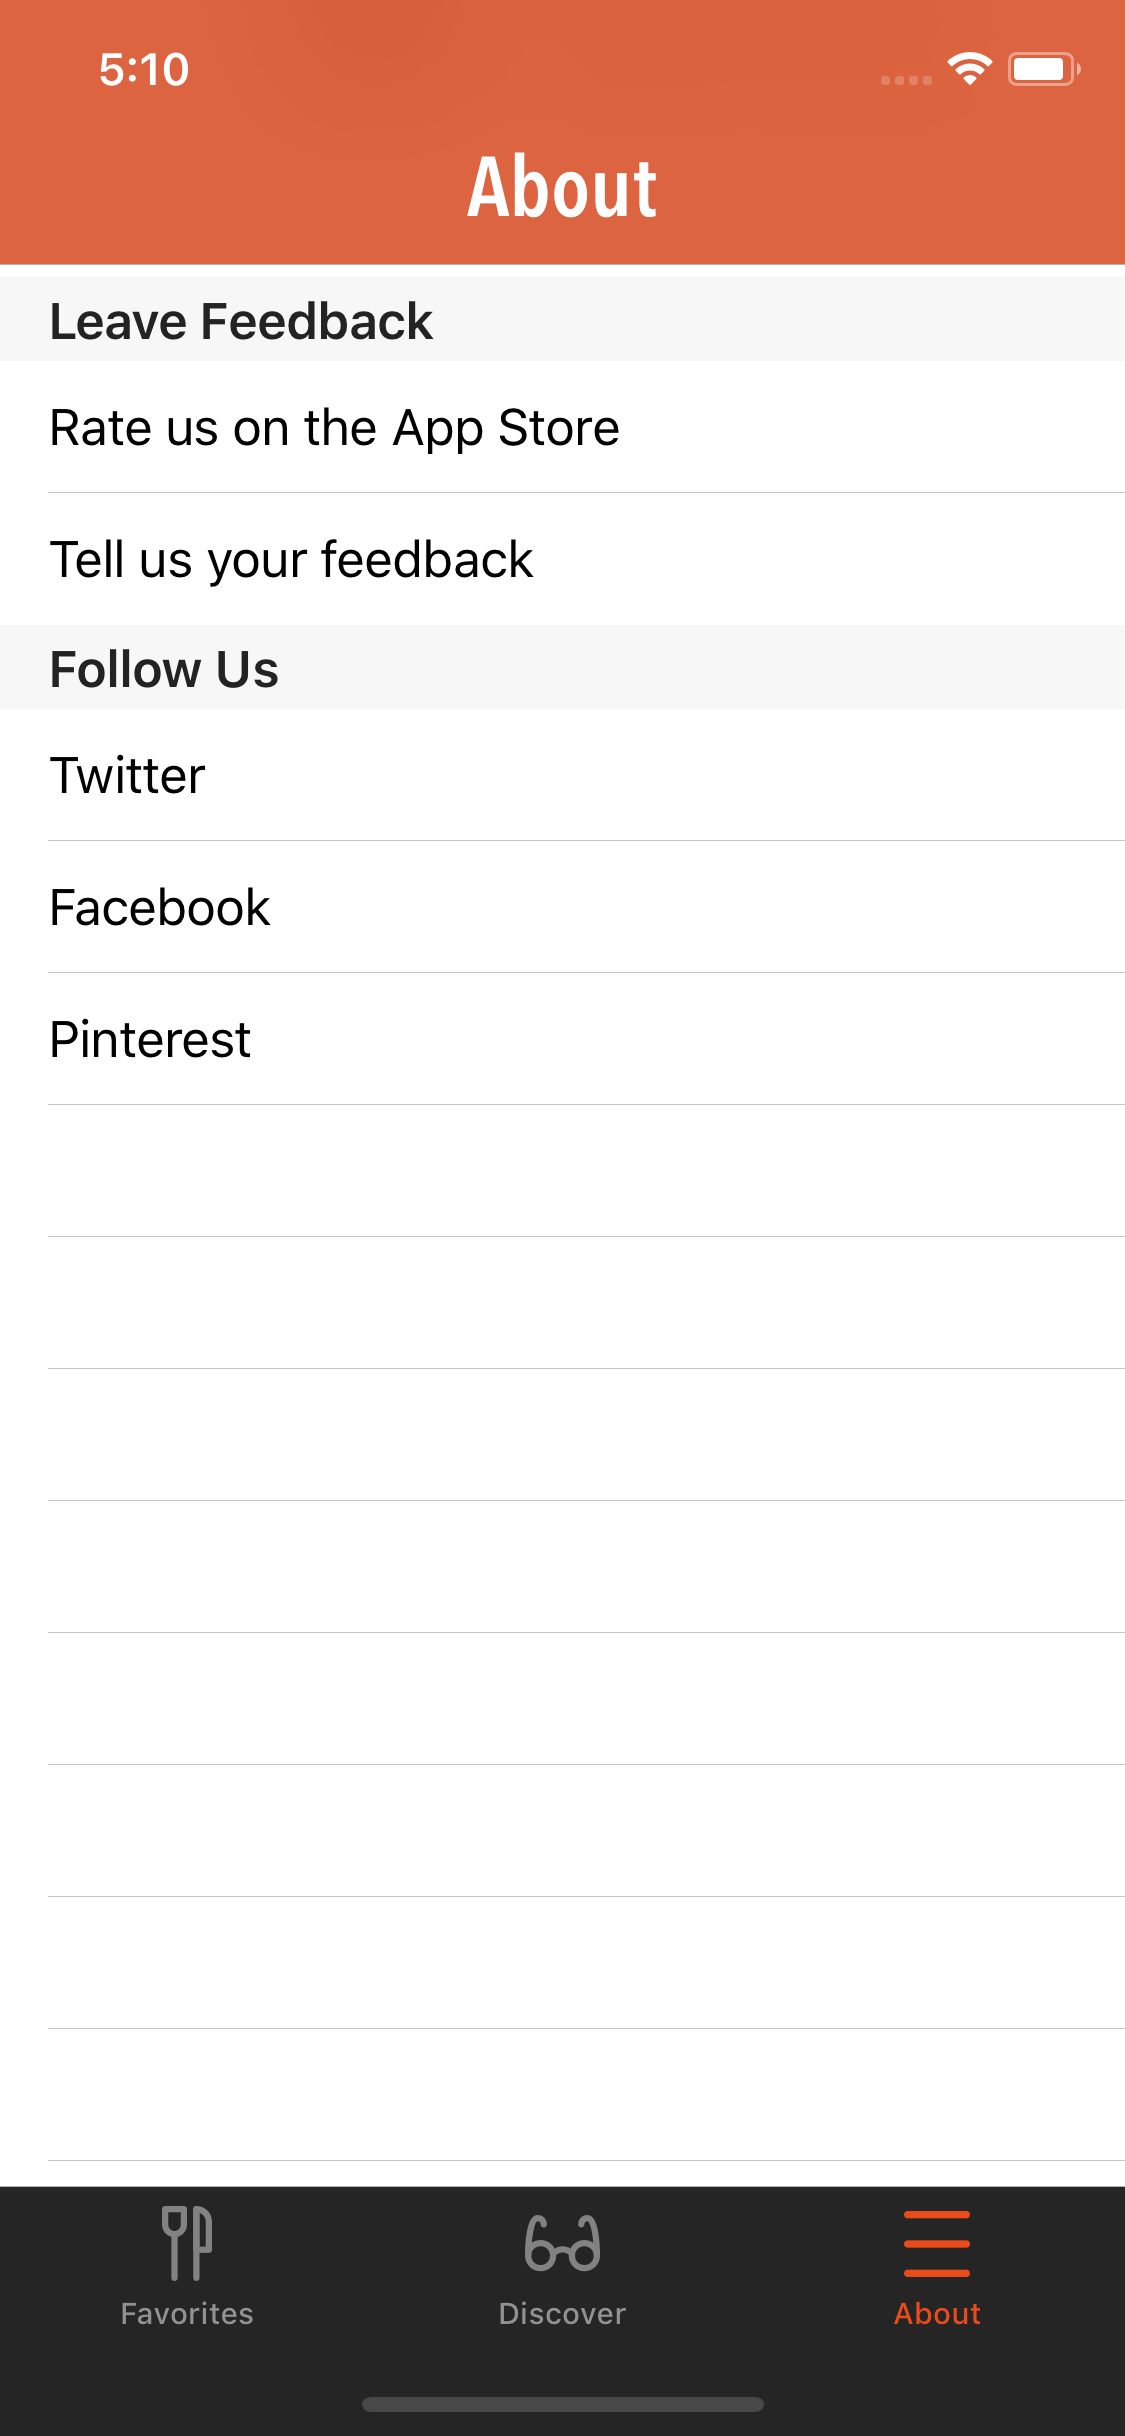 5:10
About
Leave Feedback
Rate us on the App Store
Tell us your feedback
Follow Us
Twitter
Facebook
Pinterest
Favorites
Discover
About